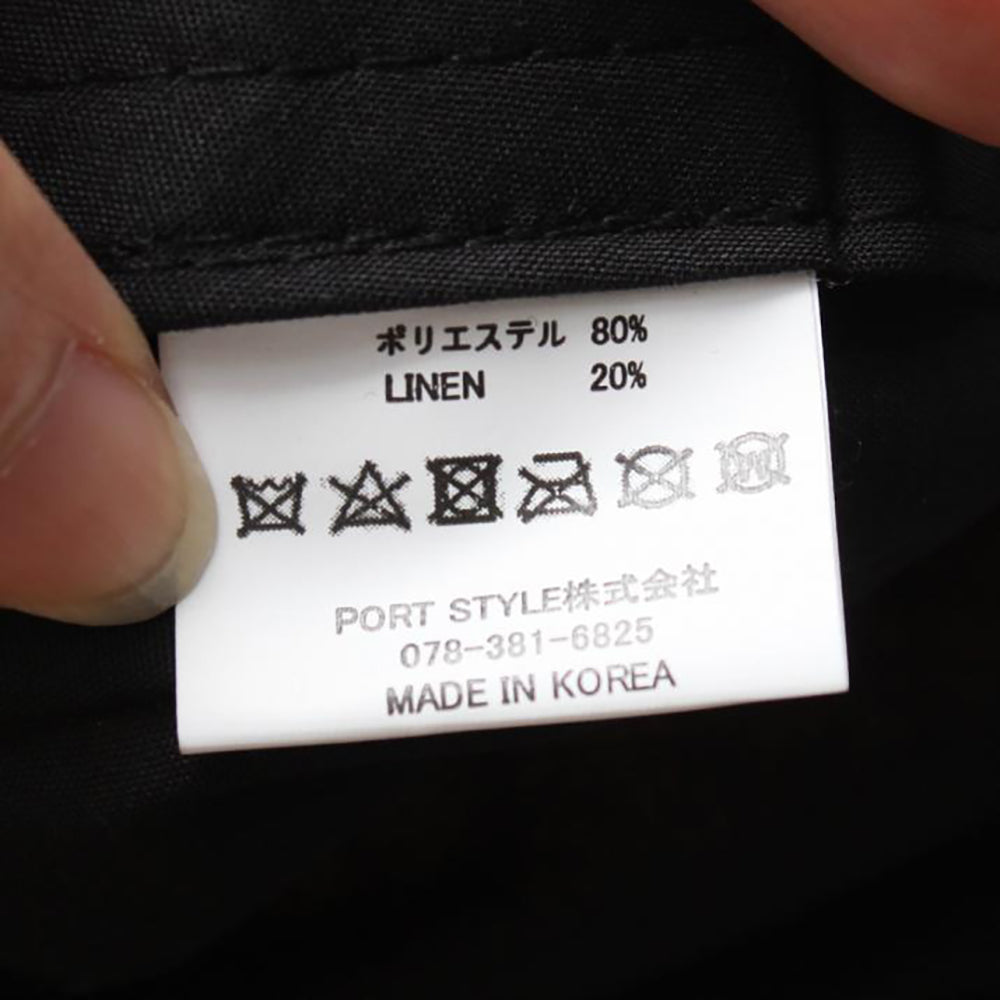 ポリエステル 80%
LINEN 20%
W
PORT STYLE株式会社
078-381-6825
MADE IN KOREA